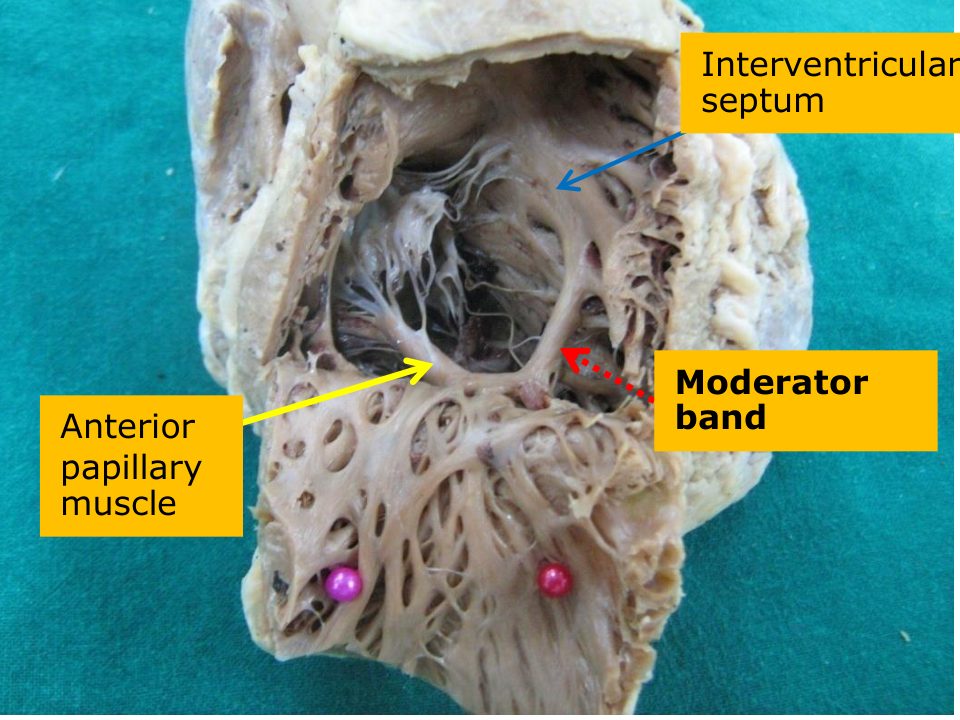 Interventricular
septum
Moderator
band
Anterior
papillary
muscle